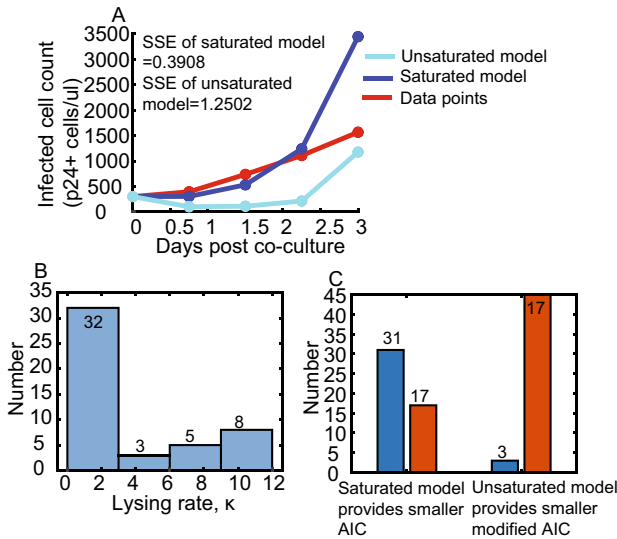 A
SSE of saturated model
=0.3908
SSE of unsaturated
model=1.2502
Unsaturated model
Saturated model
Data points
Infected cell count
(p24+ cells/ul)
3500
3000
2500
2000
1500
1000
500
0
0 0.5 1 1.5 2 2.5 3
Days post co-culture
B
Number
35
30
25
20
15
10
5
0
32
3
5
8
0 2 4 6 8 10 12
Lysing rate, κ
C
Number
45
40
35
30
25
20
15
10
5
0
31
17
3
17
Saturated model
provides smaller
AIC
Unsaturated model
provides smaller
modified AIC